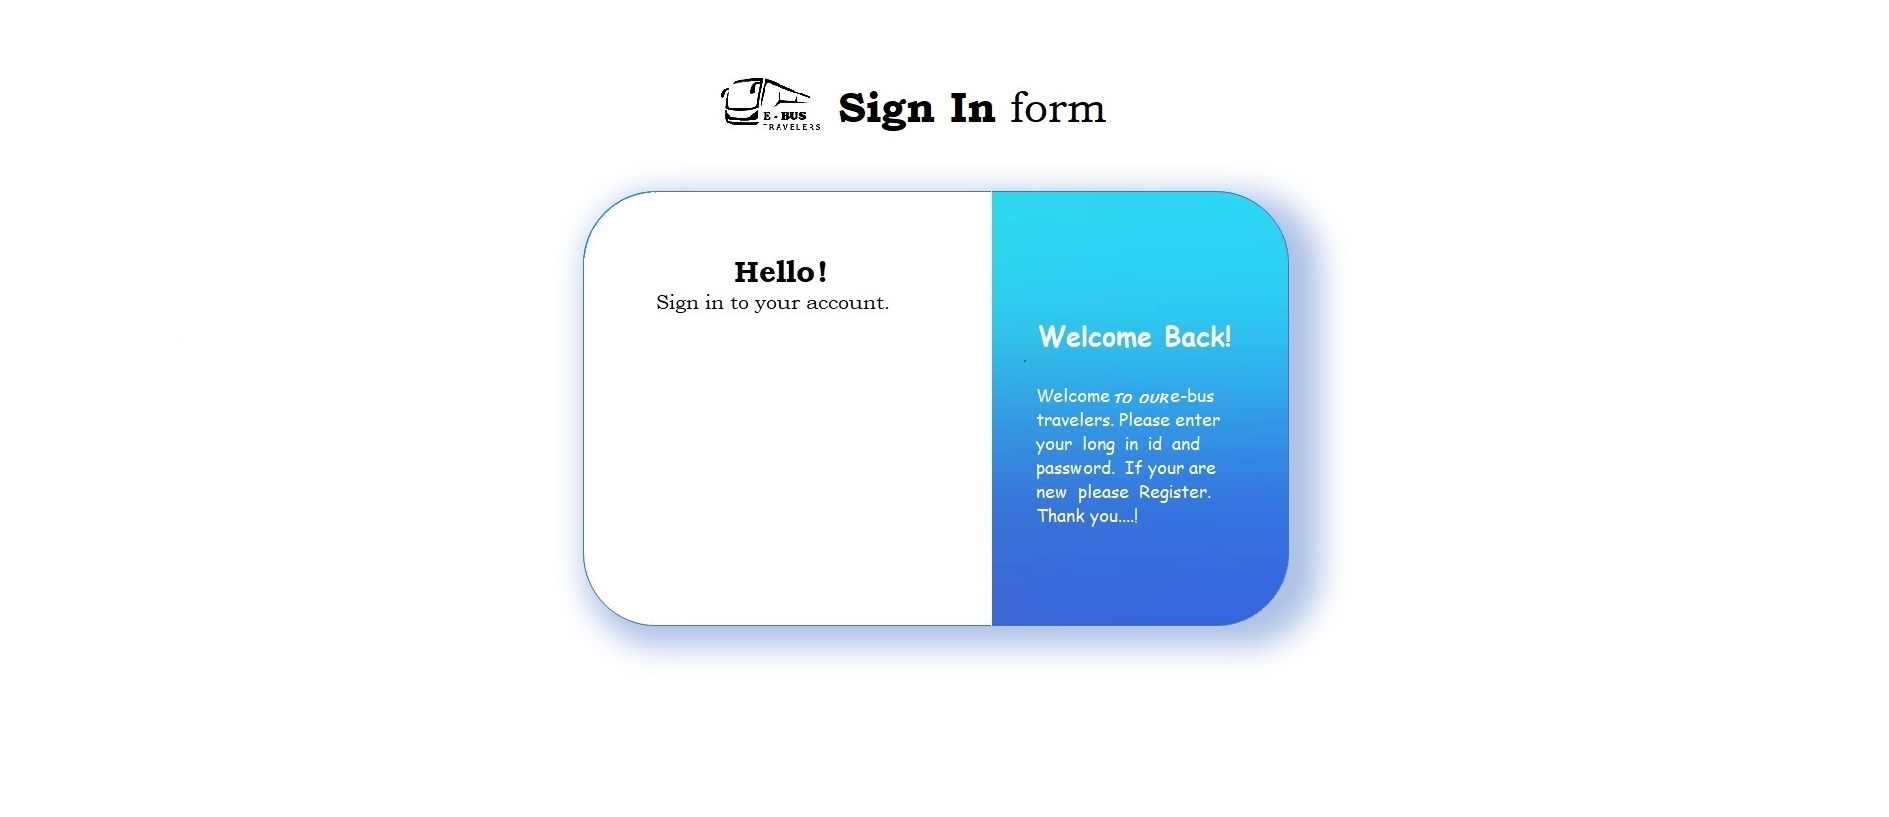 E - BUS
TRAVELERS
Sign In form
Hello!
Sign in to your account.
Welcome Back!
Welcome TO OUR e-bus
travelers. Please enter
your long in id and
password. If your are
new please Register.
Thank you....!